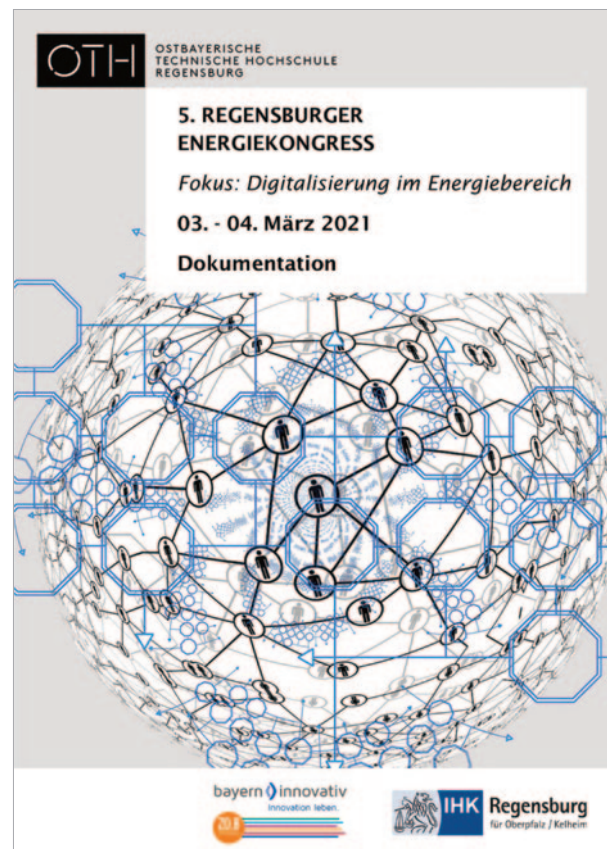 OTH
OSTBAYERISCHE
TECHNISCHE HOCHSCHULE
REGENSBURG
5. REGENSBURGER
ENERGIEKONGRESS
Fokus: Digitalisierung im Energiebereich
03. - 04. März 2021
Dokumentation
bayern innovativ
Innovation leben.
IHK Regensburg
für Oberpfalz / Kelheim